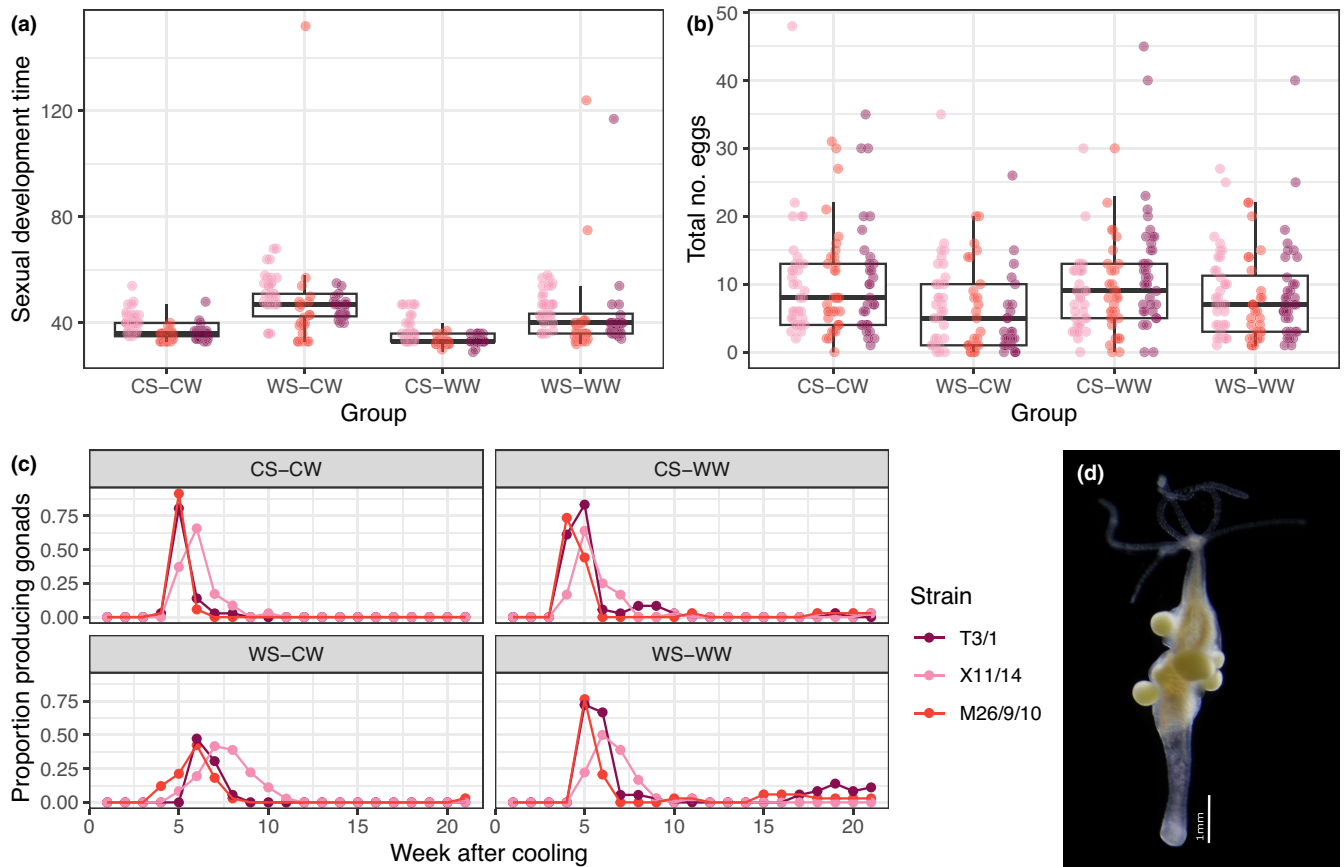 (a)
Sexual development time
120
80
40
CS–CW
WS–CW
CS–WW
WS–WW
Group
(b)
Total no. eggs
50
40
30
20
10
0
CS–CW
WS–CW
CS–WW
WS–WW
Group
(c)
Proportion producing gonads
CS–CW
CS–WW
0.75
0.50
0.25
0.00
WS–CW
WS–WW
0.75
0.50
0.25
0.00
0
5
10
15
20
0
5
10
15
20
Week after cooling
Strain
T3/1
X11/14
M26/9/10
(d)
1mm